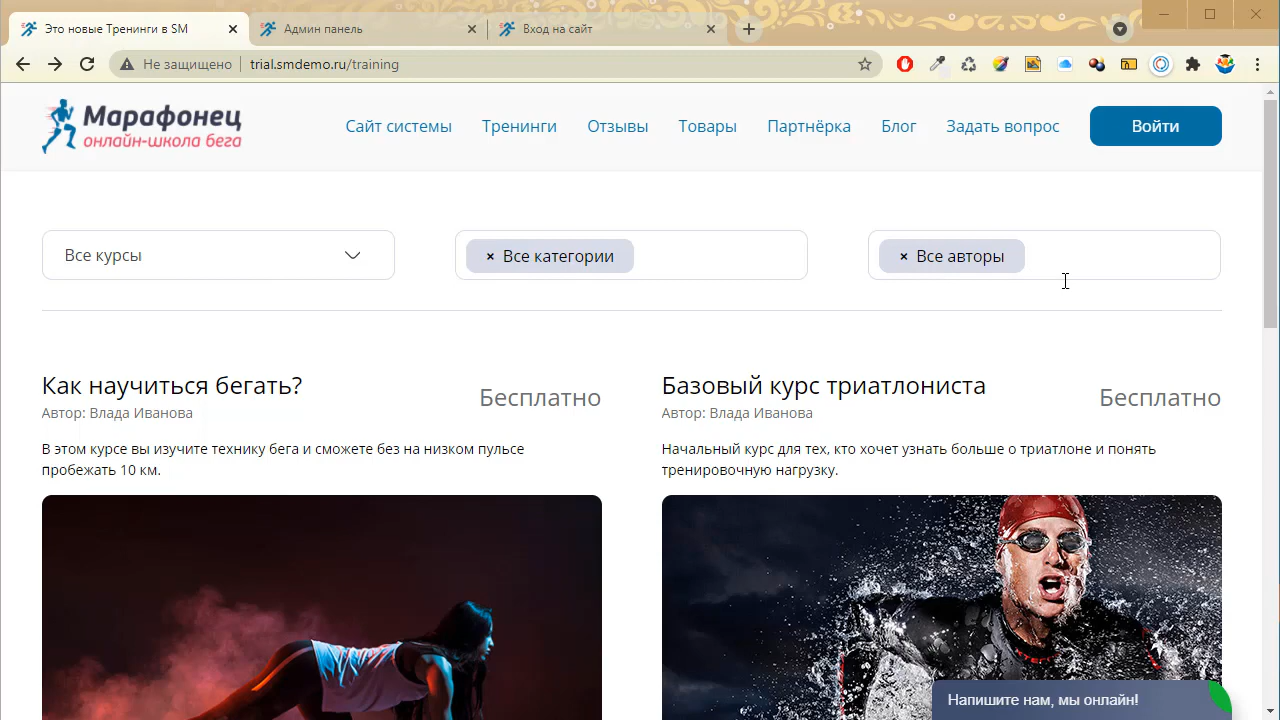 Это новые Тренинги в SM
Админ панель
Вход на сайт
Не защищено
trial.smdemo.ru/training
Марафонец
онлайн-школа бега
Сайт системы
Тренинги
Отзывы
Товары
Партнёрка
Блог
Задать вопрос
Войти
Все курсы
× Все категории
× Все авторы
Как научиться бегать?
Бесплатно
Автор: Влада Иванова
В этом курсе вы изучите технику бега и сможете без на низком пульсе
пробежать 10 км.
Базовый курс триатлониста
Бесплатно
Автор: Влада Иванова
Начальный курс для тех, кто хочет узнать больше о триатлоне и понять
тренировочную нагрузку.
Напишите нам, мы онлайн!